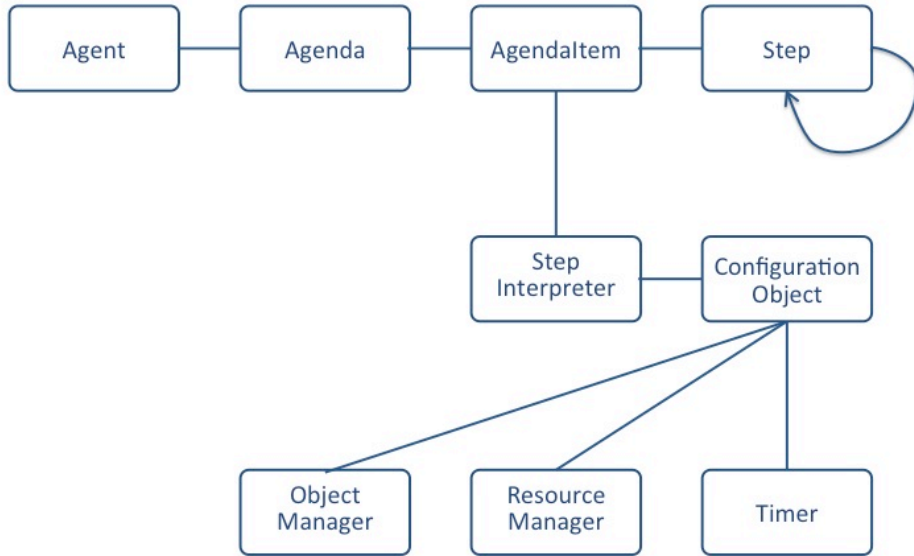 Agent
Agenda
AgendaItem
Step
Step
Interpreter
Configuration
Object
Object
Manager
Resource
Manager
Timer